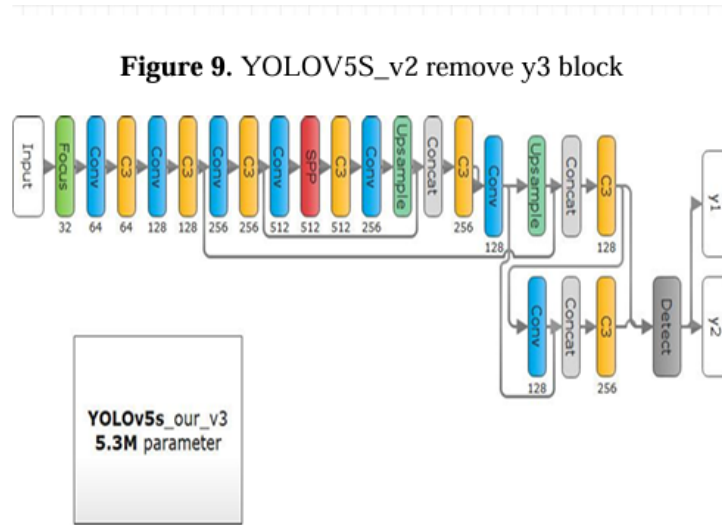 Figure 9. YOLOV5S_v2 remove y3 block
Input
Focus
Conv
C3
Conv
C3
Conv
C3
Conv
SPP
C3
Conv
Upsample
Concat
C3
Conv
Upsample
Concat
C3
y1
32 64 64 128 128 256 256 512 512 512 256 256 128 128
Conv
Concat
C3
Detect
y2
128 256
YOLOv5s_our_v3
5.3M parameter